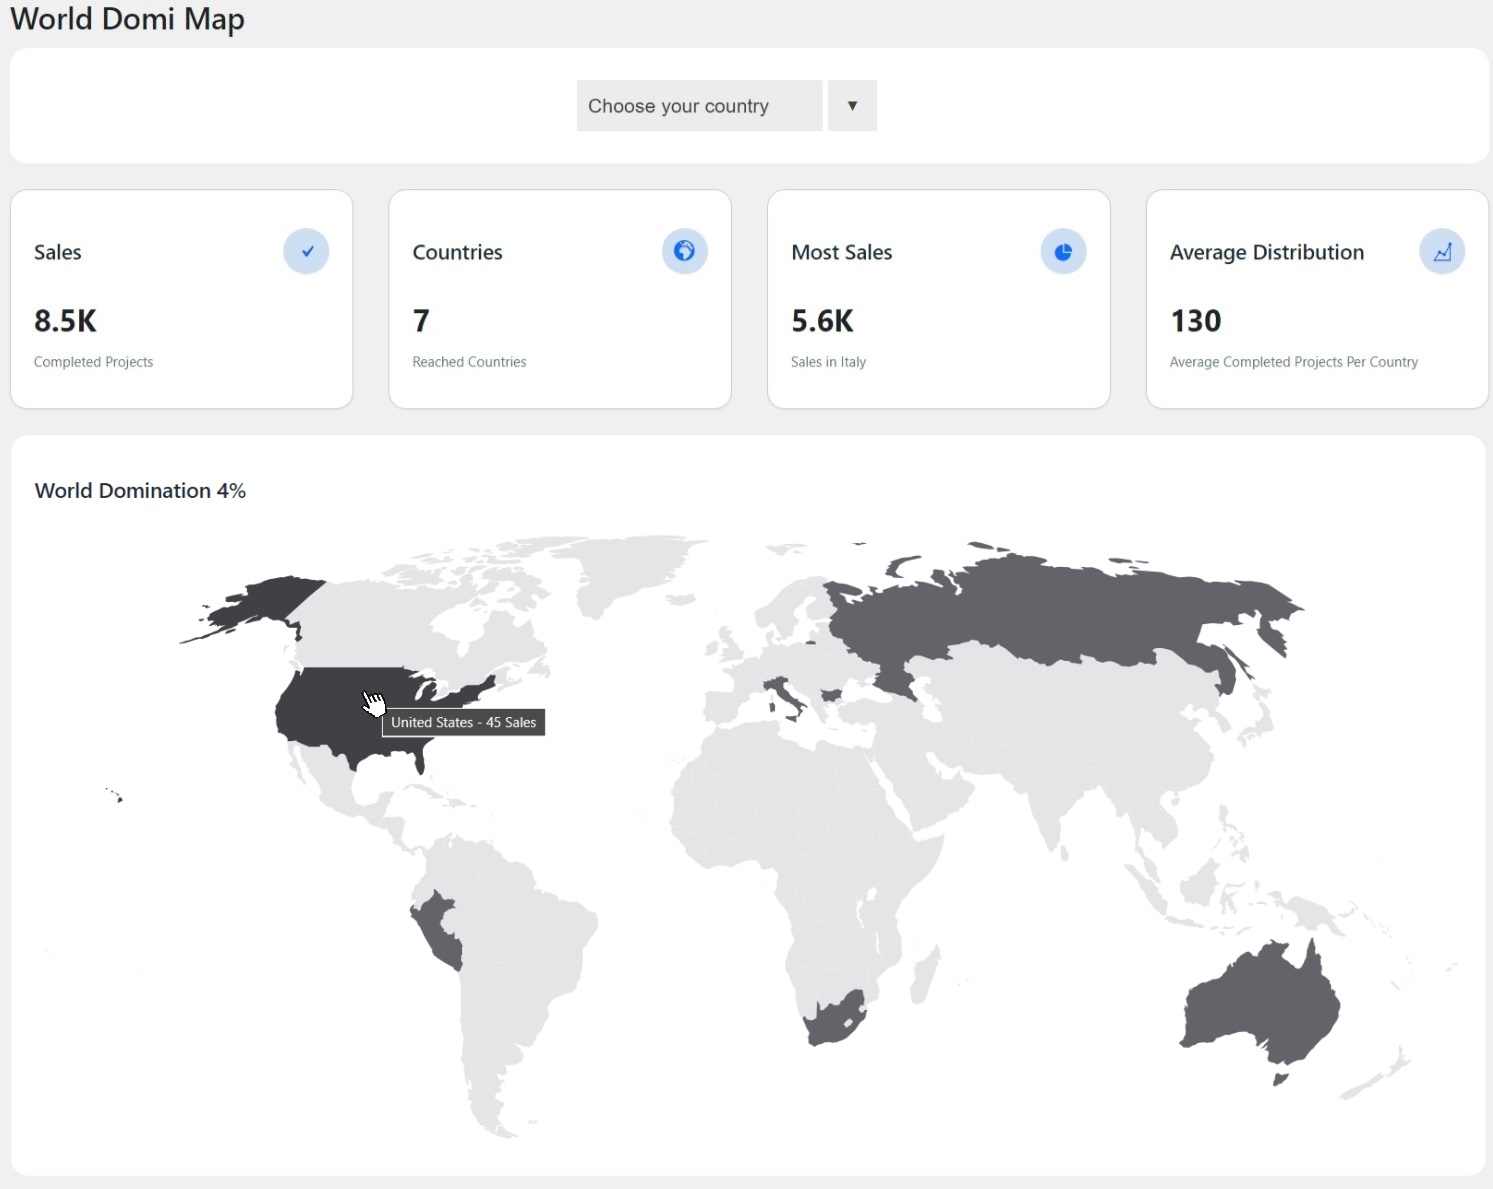 World Domi Map
Choose your country
Sales
8.5K
Completed Projects
Countries
7
Reached Countries
Most Sales
5.6K
Sales in Italy
Average Distribution
130
Average Completed Projects Per Country
World Domination 4%
United States - 45 Sales